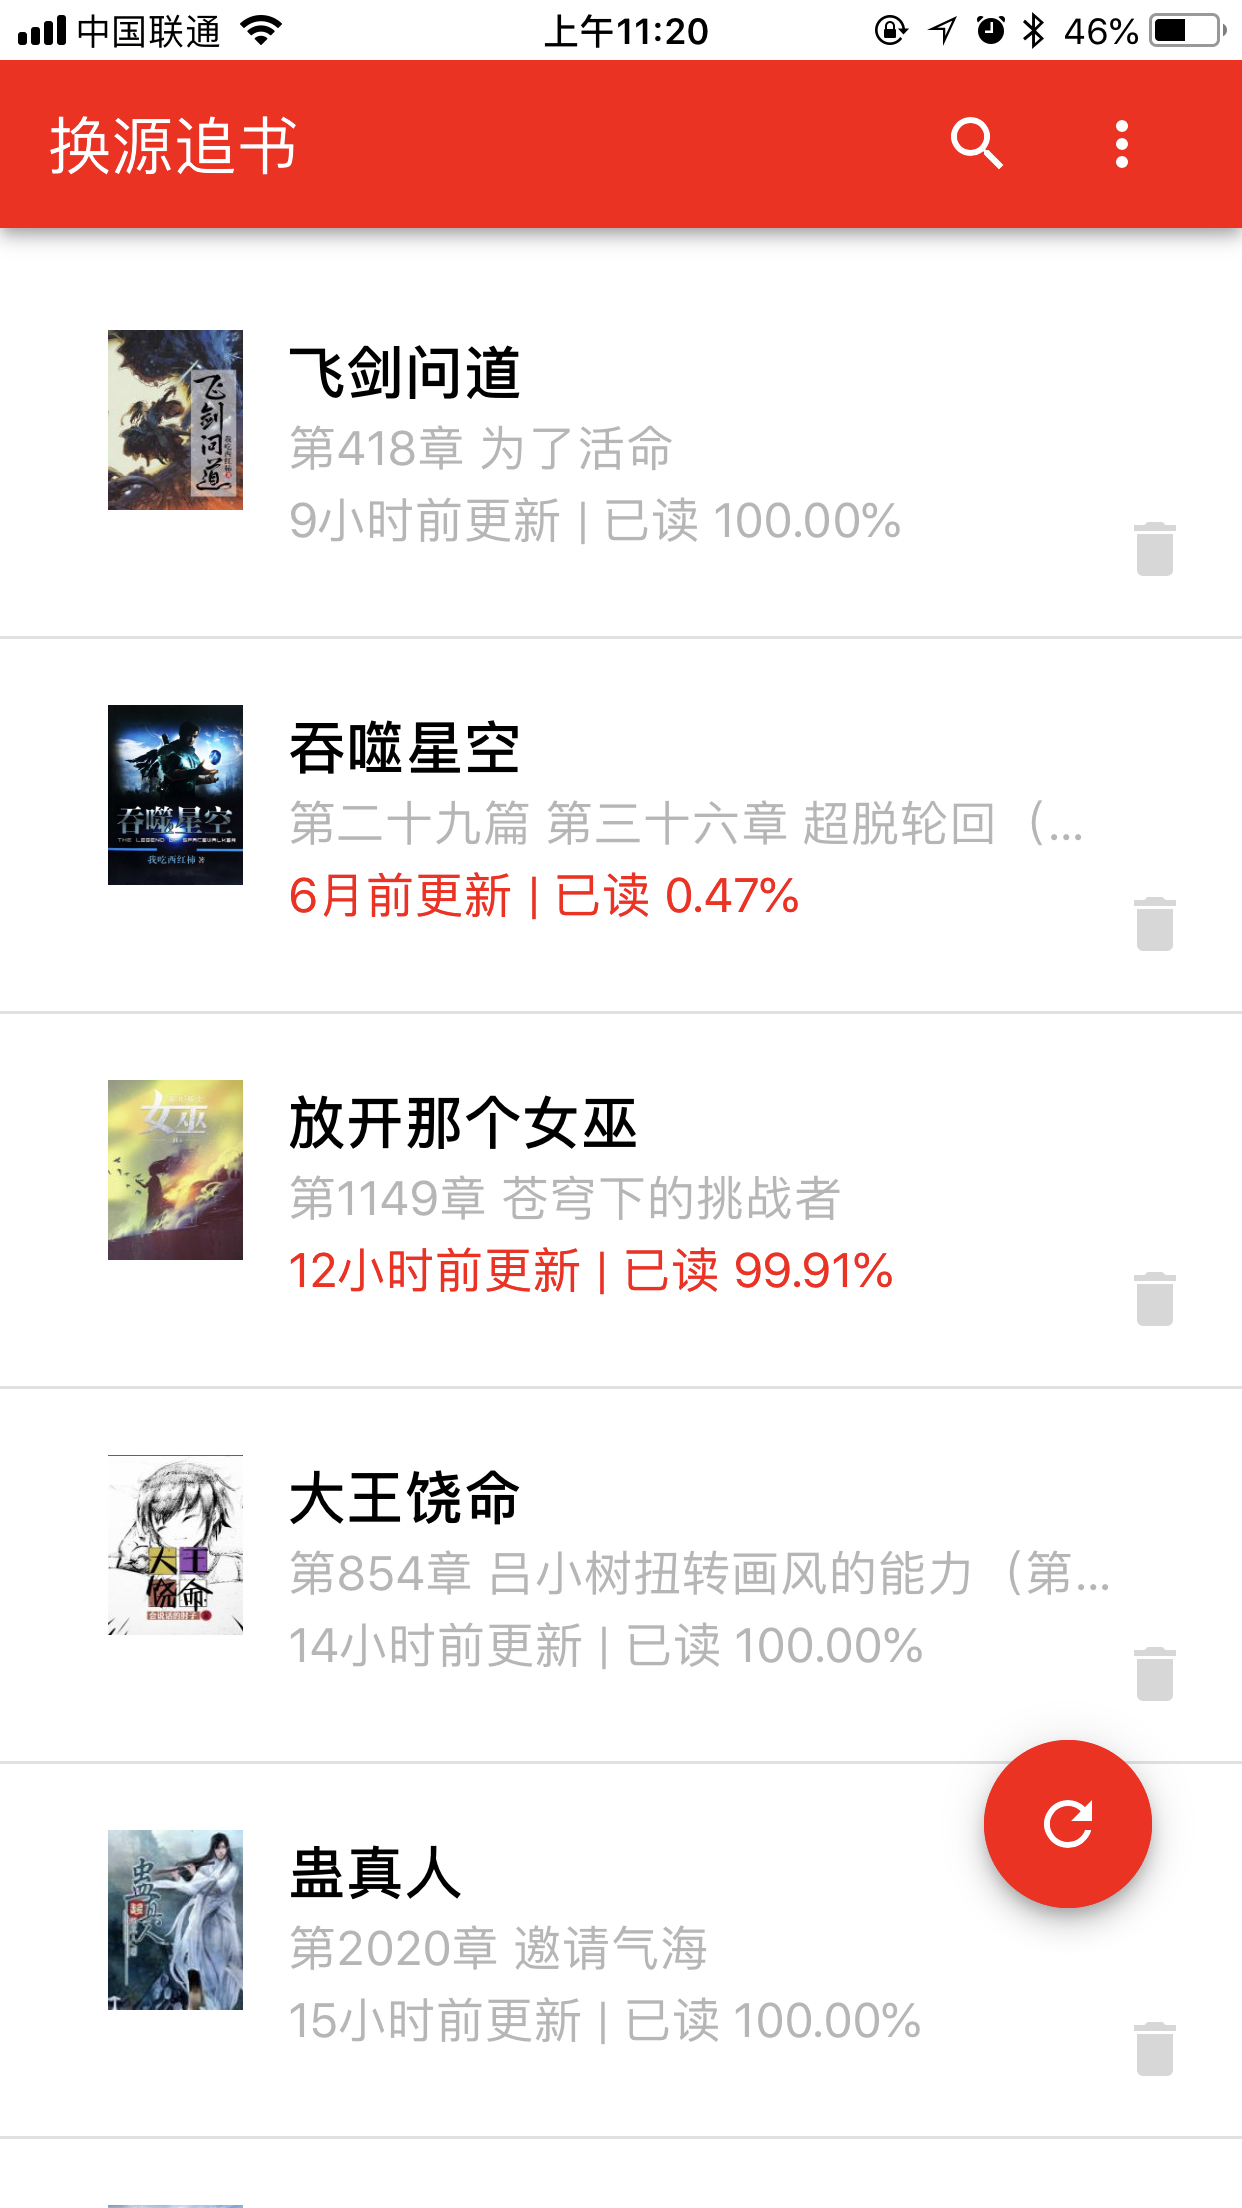 中国联通
上午11:20
46%
换源追书
飞剑问道
第418章 为了活命
9小时前更新 | 已读 100.00%
飞剑问道
我吃西红柿
吞噬星空
第二十九篇 第三十六章 超脱轮回（...
6月前更新 | 已读 0.47%
吞噬星空
THE LEGEND OF SPACEWALKER
我吃西红柿 著
放开那个女巫
第1149章 苍穹下的挑战者
12小时前更新 | 已读 99.91%
女巫
大王饶命
第854章 吕小树扭转画风的能力（第...
14小时前更新 | 已读 100.00%
大王
饶命
会说话的肘子
蛊真人
第2020章 邀请气海
15小时前更新 | 已读 100.00%
蛊真人